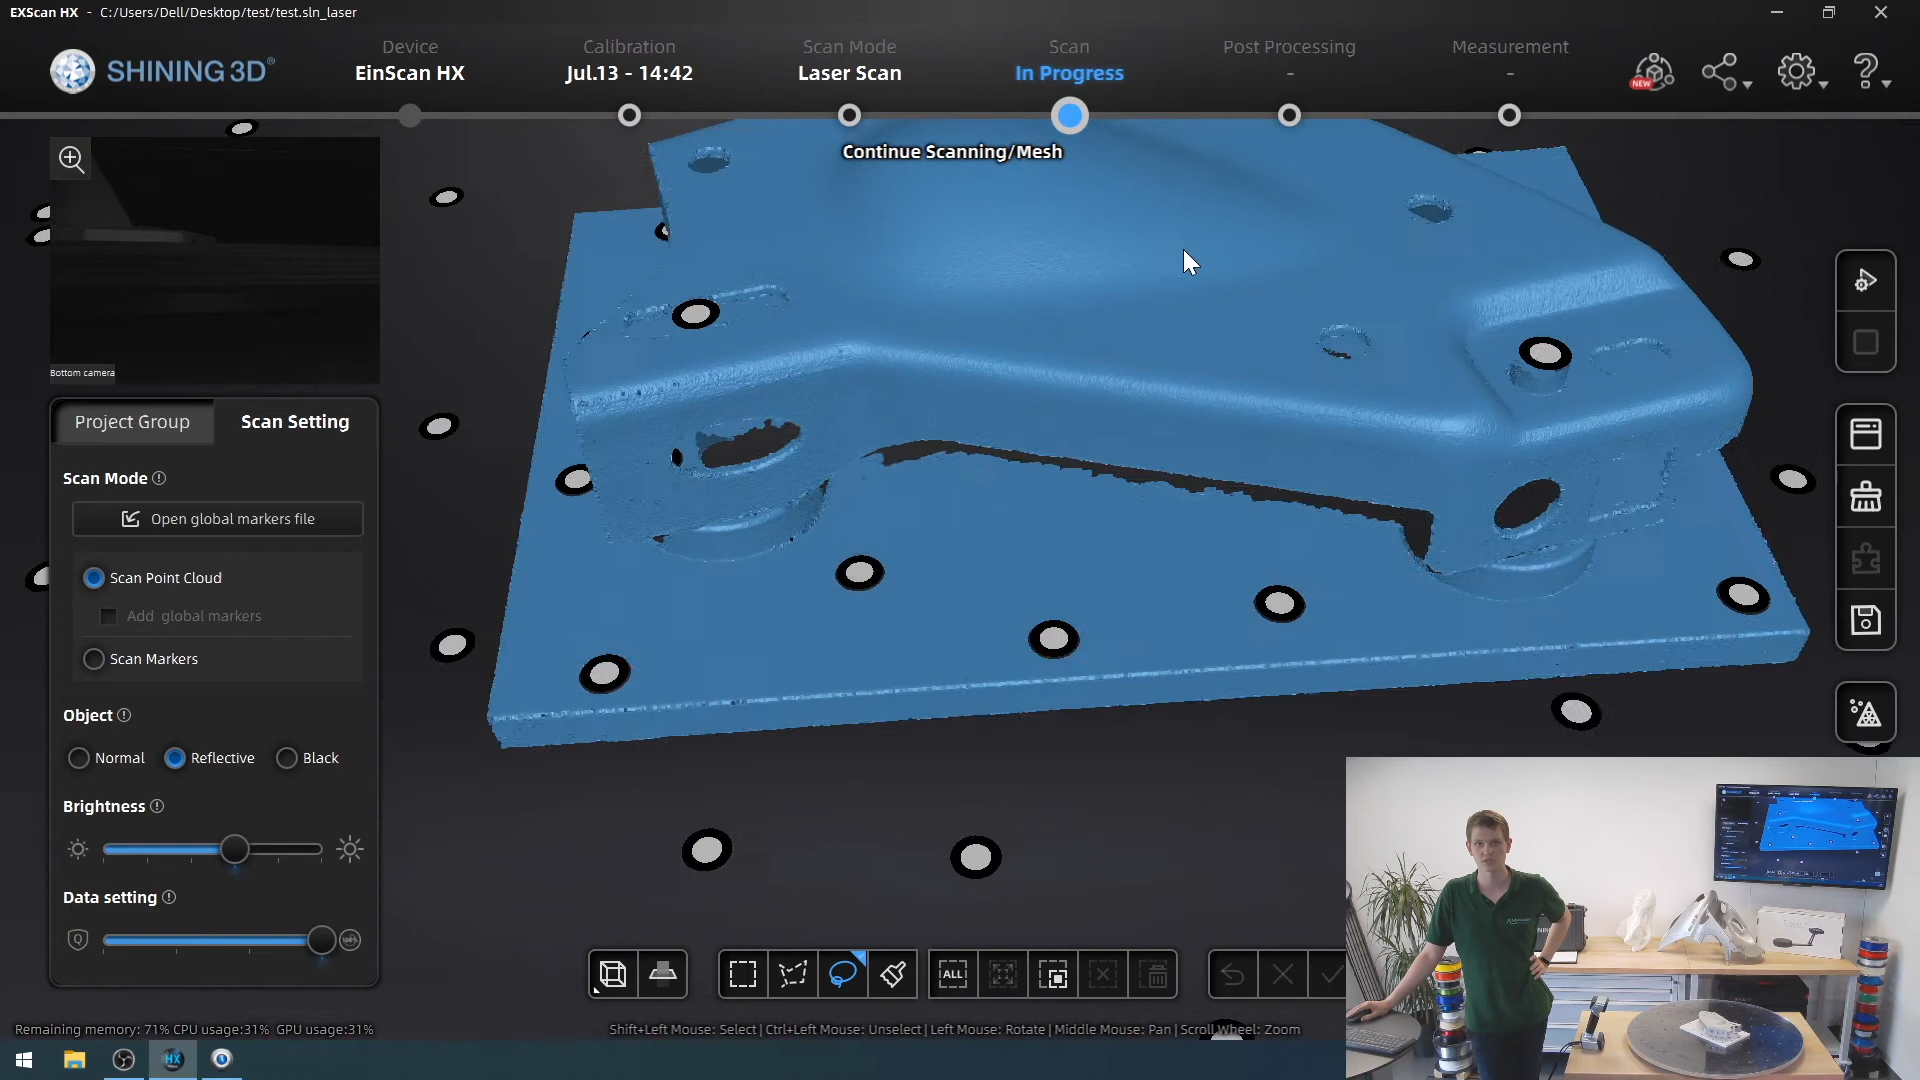 EXScan HX - C:/Users/Dell/Desktop/test/test.sln_laser
SHINING 3D®
Device
EinScan HX
Calibration
Jul.13 - 14:42
Scan Mode
Laser Scan
Scan
In Progress
Post Processing
-
Measurement
-
NEW
Continue Scanning/Mesh
Bottom camera
Project Group
Scan Setting
Scan Mode
Open global markers file
Scan Point Cloud
Add global markers
Scan Markers
Object
Normal
Reflective
Black
Brightness
Data setting
Q
100%
ALL
Shift+Left Mouse: Select | Ctrl+Left Mouse: Unselect | Left Mouse: Rotate | Middle Mouse: Pan | Scroll Wheel: Zoom
Remaining memory: 71% CPU usage:31% GPU usage:31%
HX